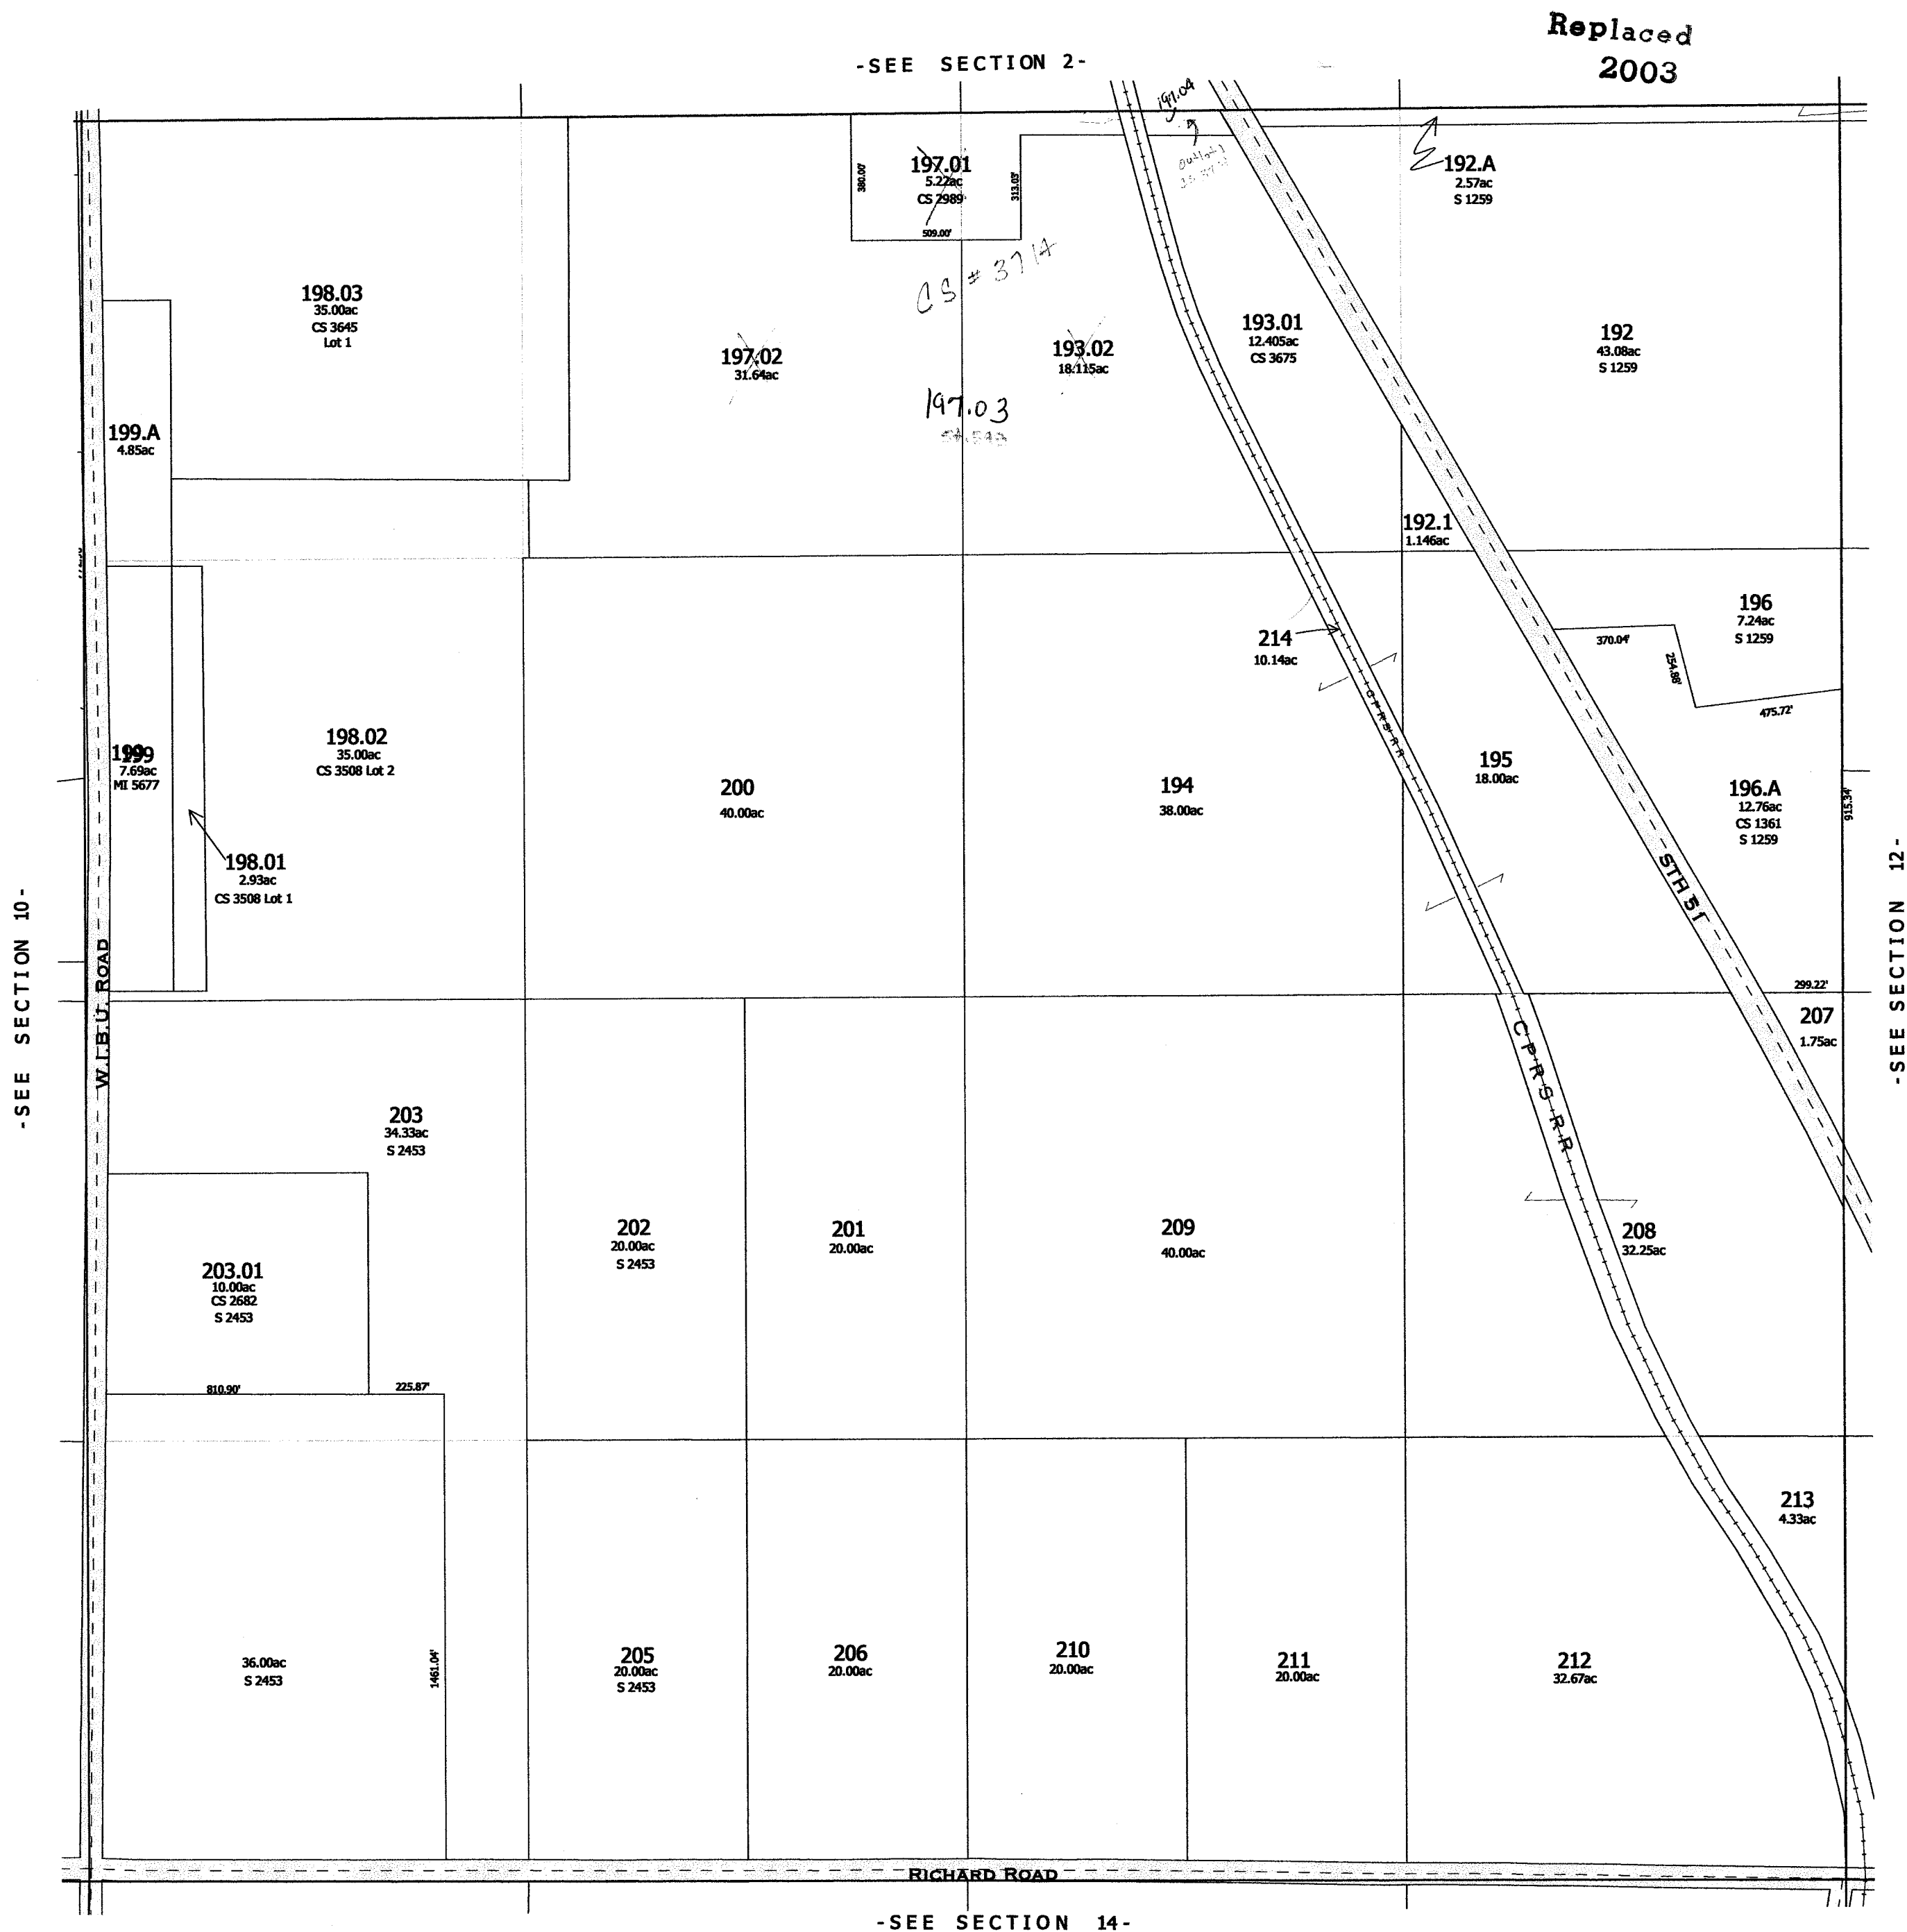 Replaced
2003
-SEE SECTION 2-
197.04
197.01
5.22ac
CS 2989
380.00'
313.03'
509.00'
192.A
2.57ac
S 1259
CS # 3714
198.03
35.00ac
CS 3645
Lot 1
197.02
31.64ac
193.02
18.115ac
193.01
12.405ac
CS 3675
192
43.08ac
S 1259
197.03
199.A
4.85ac
192.1
1.146ac
196
7.24ac
S 1259
370.04'
254.88'
475.72'
214
10.14ac
C P R S R R
199
7.69ac
MI 5677
198.02
35.00ac
CS 3508 Lot 2
200
40.00ac
194
38.00ac
195
18.00ac
196.A
12.76ac
CS 1361
S 1259
915.34'
198.01
2.93ac
CS 3508 Lot 1
STH 51
-SEE SECTION 10-
W.I.B.U. ROAD
-SEE SECTION 12-
299.22'
207
1.75ac
C P R S R R
203
34.33ac
S 2453
202
20.00ac
S 2453
201
20.00ac
209
40.00ac
208
32.25ac
203.01
10.00ac
CS 2682
S 2453
810.90'
225.87'
213
4.33ac
36.00ac
S 2453
1461.04'
205
20.00ac
S 2453
206
20.00ac
210
20.00ac
211
20.00ac
212
32.67ac
RICHARD ROAD
-SEE SECTION 14-